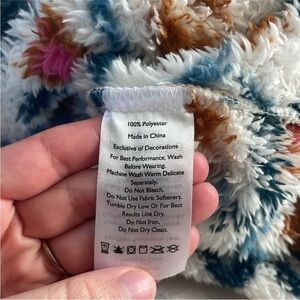 100% Polyester
Made in China
Exclusive of Decorations
For Best Performance, Wash
Before Wearing.
Machine Wash Warm Delicate
Separately.
Do Not Bleach.
Do Not Use Fabric Softeners.
Tumble Dry Low Or For Best
Results Line Dry.
Do Not Iron.
Do Not Dry Clean.